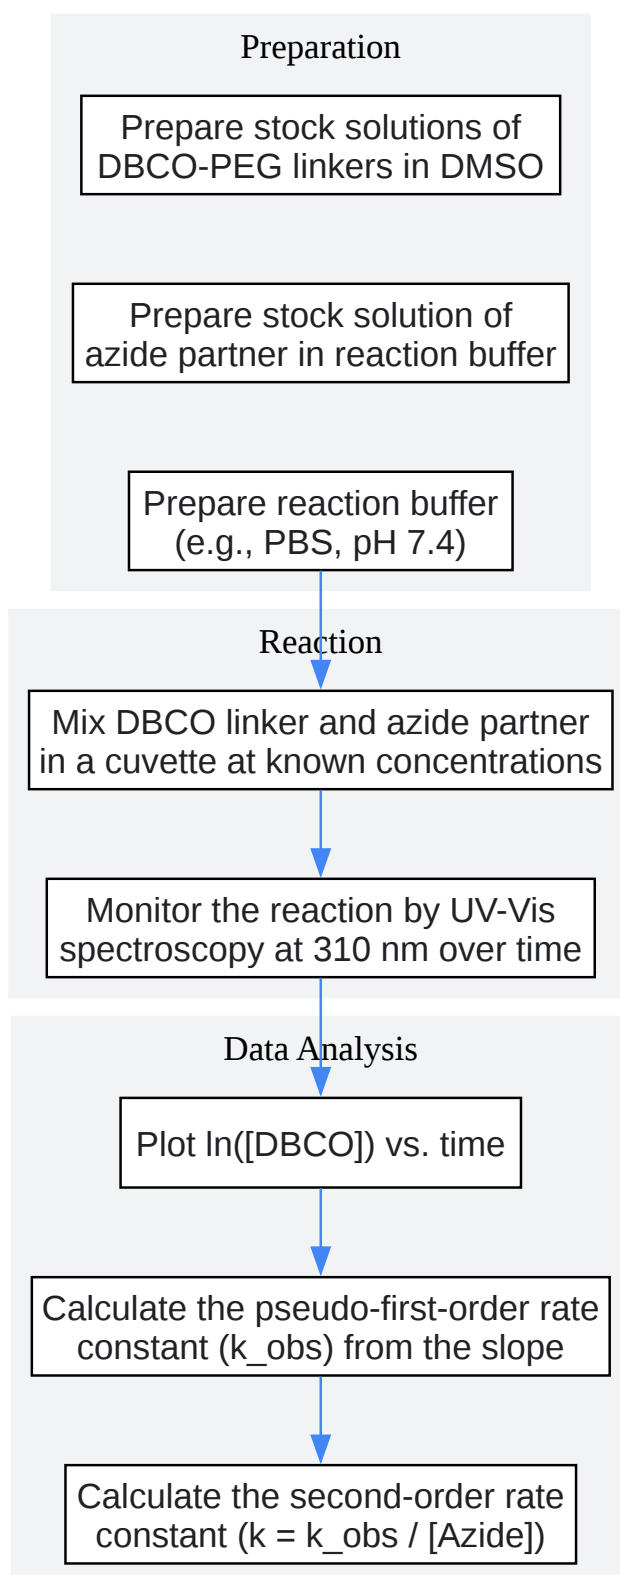 Preparation
Prepare stock solutions of
DBCO-PEG linkers in DMSO
Prepare stock solution of
azide partner in reaction buffer
Prepare reaction buffer
(e.g., PBS, pH 7.4)
Reaction
Mix DBCO linker and azide partner
in a cuvette at known concentrations
Monitor the reaction by UV-Vis
spectroscopy at 310 nm over time
Data Analysis
Plot ln([DBCO]) vs. time
Calculate the pseudo-first-order rate
constant (k_obs) from the slope
Calculate the second-order rate
constant (k = k_obs / [Azide])